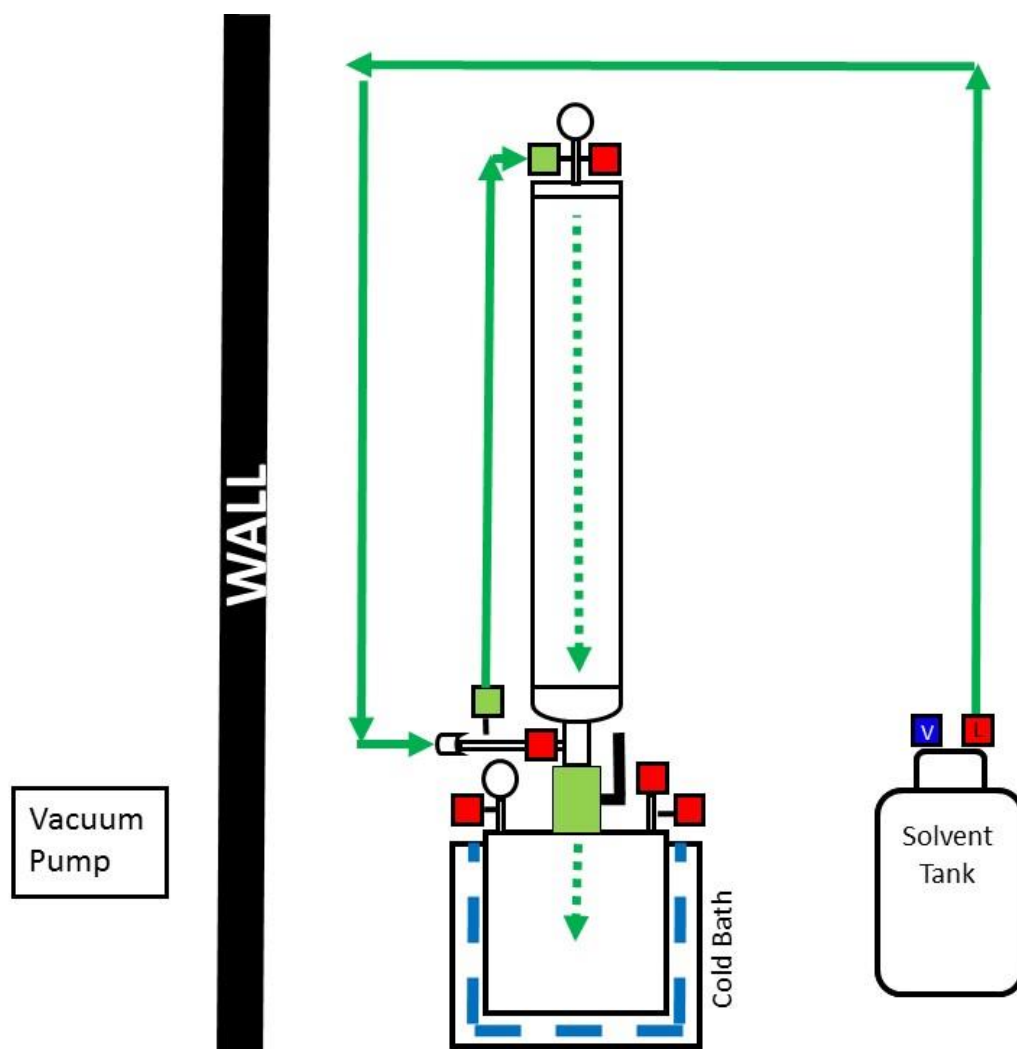 WALL
V
L
Vacuum
Pump
Solvent
Tank
Cold Bath